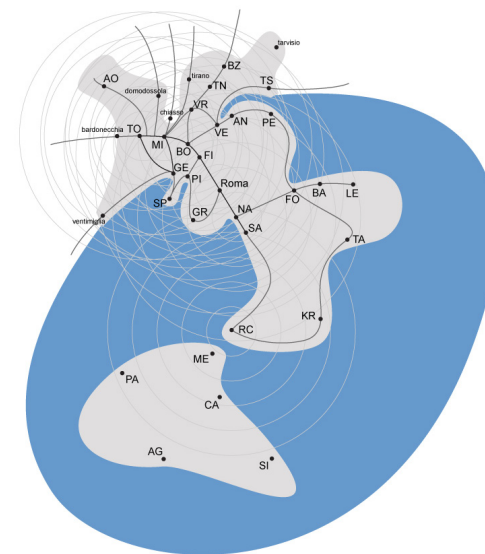 tarvisio
BZ
AO
tirano
TN
TS
domodossola
VR
chiasso
AN
PE
TO
VE
bardonecchia
MI
BO
FI
GE
PI
Roma
FO
BA
LE
SP
GR
NA
ventimiglia
SA
TA
KR
RC
ME
PA
CA
AG
SI